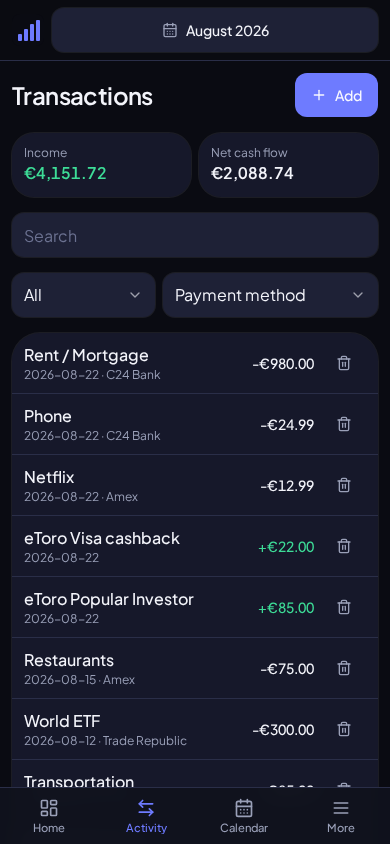 August 2026
Transactions
Add
Income
€4,151.72
Net cash flow
€2,088.74
Search
All
Payment method
Rent / Mortgage
-€980.00
2026-08-22 · C24 Bank
Phone
-€24.99
2026-08-22 · C24 Bank
Netflix
-€12.99
2026-08-22 · Amex
eToro Visa cashback
+€22.00
2026-08-22
eToro Popular Investor
+€85.00
2026-08-22
Restaurants
-€75.00
2026-08-15 · Amex
World ETF
-€300.00
2026-08-12 · Trade Republic
Transportation
Home
Activity
Calendar
More